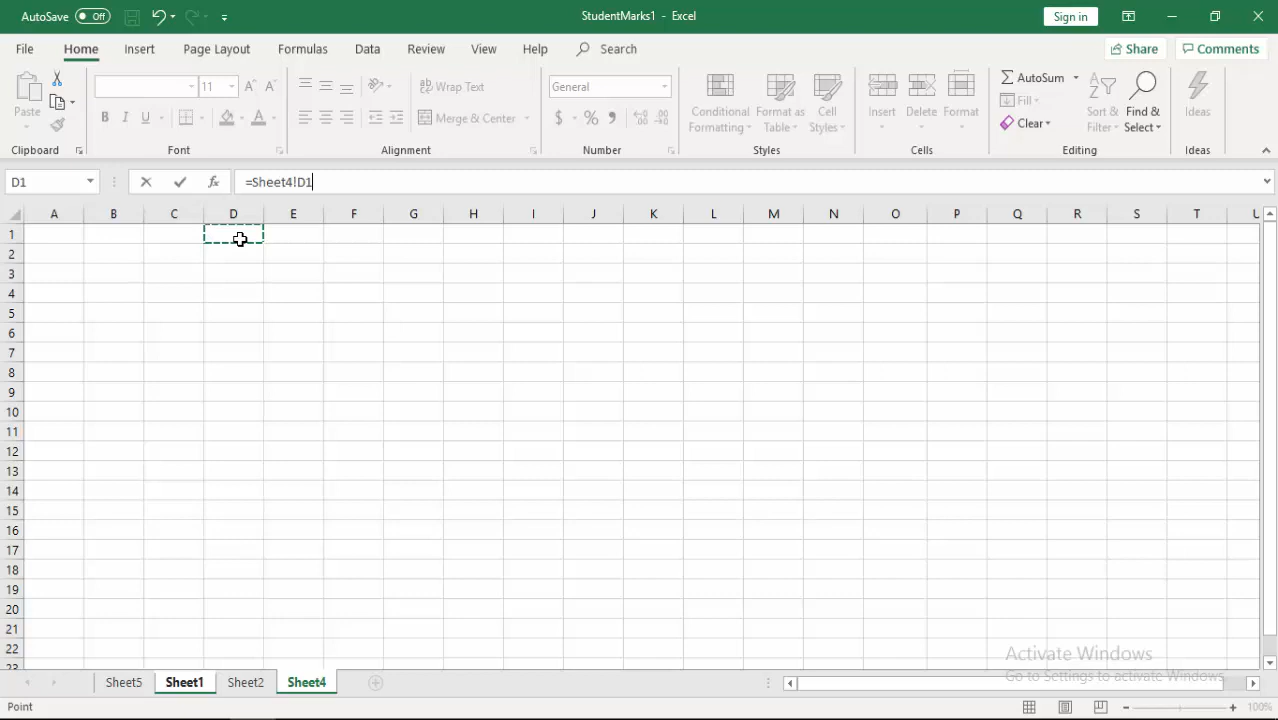 AutoSave Off StudentMarks1 - Excel Sign in
File Home Insert Page Layout Formulas Data Review View Help Search Share Comments
Paste
11
Wrap Text
Merge & Center
General
$ % ,
B I U A
Conditional Formatting
Format as Table
Cell Styles
Insert
Delete
Format
AutoSum
Fill
Clear
Sort & Filter
Find & Select
Ideas
Clipboard Font Alignment Number Styles Cells Editing Ideas
D1 fx =Sheet4!D1
A B C D E F G H I J K L M N O P Q R S T U
1
2
3
4
5
6
7
8
9
10
11
12
13
14
15
16
17
18
19
20
21
22
23
Activate Windows
Go to Settings to activate Windows.
Sheet5 Sheet1 Sheet2 Sheet4
Point 100%